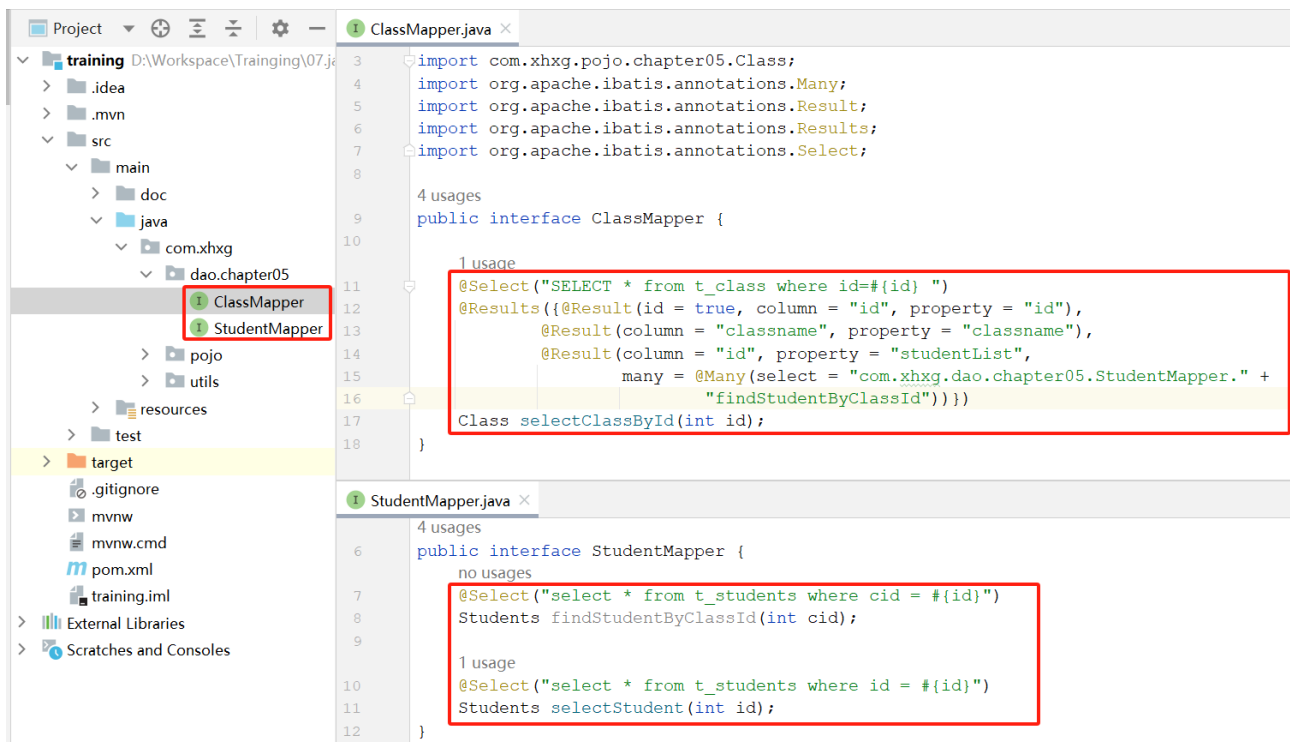 Project
training D:\Workspace\Trainging\07.ja
.idea
.mvn
src
main
doc
java
com.xhxg
dao.chapter05
ClassMapper
StudentMapper
pojo
utils
resources
test
target
.gitignore
mvnw
mvnw.cmd
pom.xml
training.iml
External Libraries
Scratches and Consoles
ClassMapper.java
3 import com.xhxg.pojo.chapter05.Class;
4 import org.apache.ibatis.annotations.Many;
5 import org.apache.ibatis.annotations.Result;
6 import org.apache.ibatis.annotations.Results;
7 import org.apache.ibatis.annotations.Select;
8
4 usages
9 public interface ClassMapper {
10
1 usage
11 @Select("SELECT * from t_class where id=#{id} ")
12 @Results({@Result(id = true, column = "id", property = "id"),
13 @Result(column = "classname", property = "classname"),
14 @Result(column = "id", property = "studentList",
15 many = @Many(select = "com.xhxg.dao.chapter05.StudentMapper." +
16 "findStudentByClassId"))})
17 Class selectClassById(int id);
18 }
StudentMapper.java
4 usages
6 public interface StudentMapper {
no usages
7 @Select("select * from t_students where cid = #{id}")
8 Students findStudentByClassId(int cid);
9
1 usage
10 @Select("select * from t_students where id = #{id}")
11 Students selectStudent(int id);
12 }